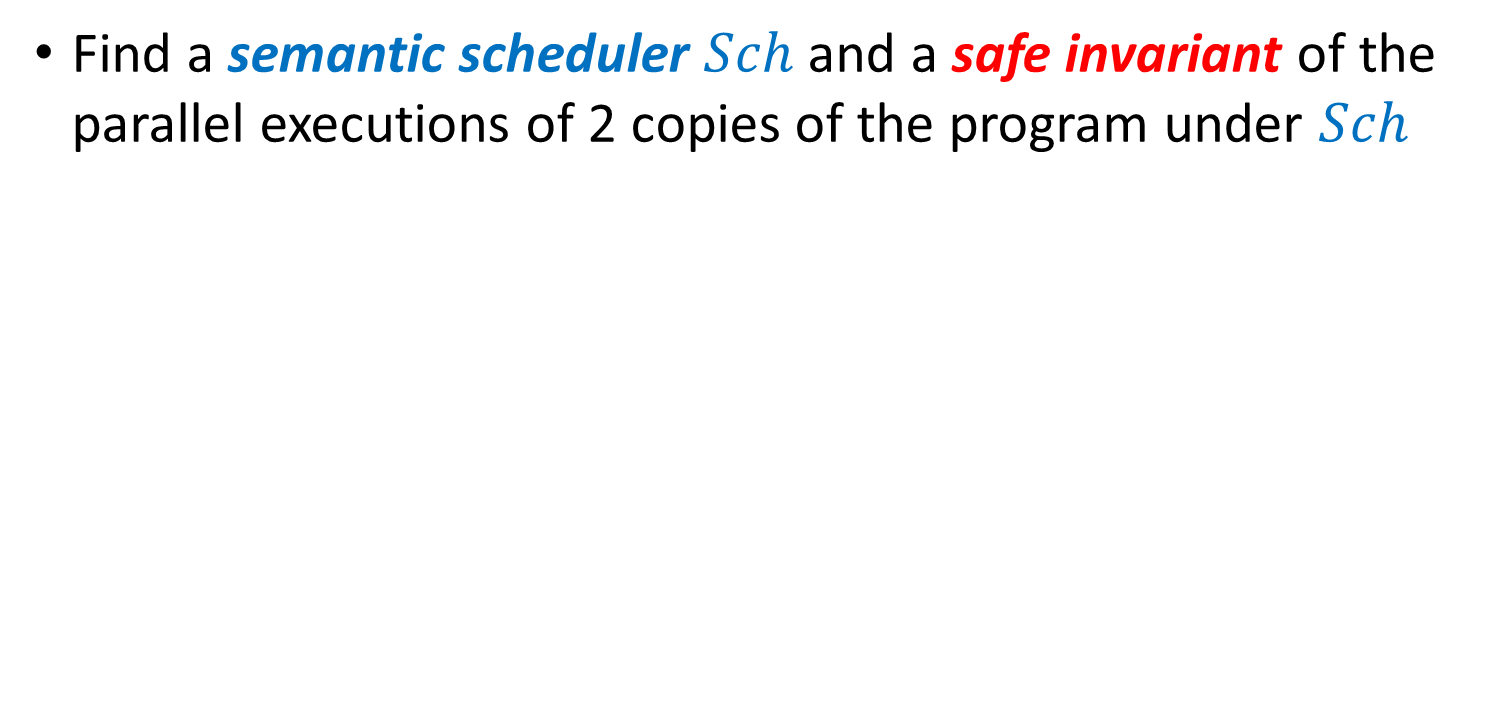 • Find a semantic scheduler Sch and a safe invariant of the
parallel executions of 2 copies of the program under Sch